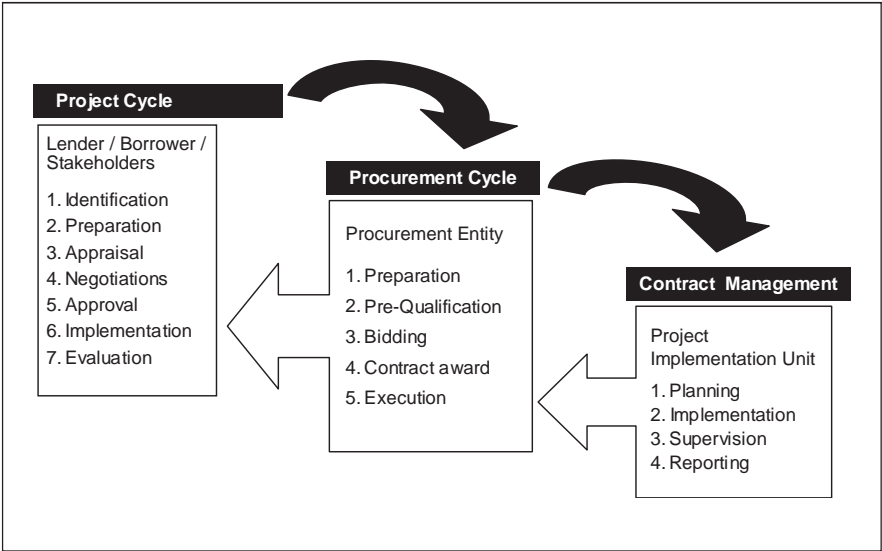 Project Cycle
Lender / Borrower /
Stakeholders
1. Identification
2. Preparation
3. Appraisal
4. Negotiations
5. Approval
6. Implementation
7. Evaluation
Procurement Cycle
Procurement Entity
1. Preparation
2. Pre-Qualification
3. Bidding
4. Contract award
5. Execution
Contract Management
Project
Implementation Unit
1. Planning
2. Implementation
3. Supervision
4. Reporting